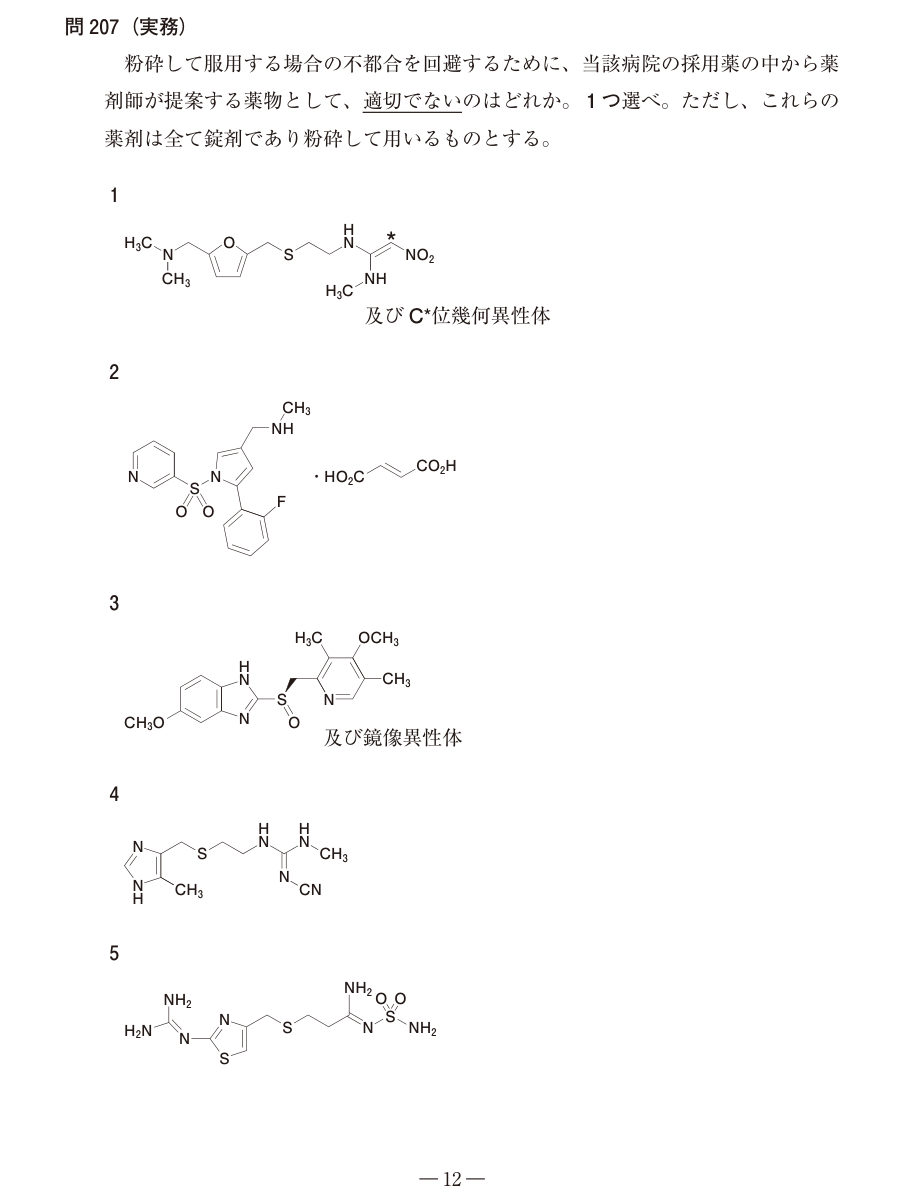 問 207（実務）
粉砕して服用する場合の不都合を回避するために、当該病院の採用薬の中から薬
剤師が提案する薬物として、適切でないのはどれか。1つ選べ。ただし、これらの
薬剤は全て錠剤であり粉砕して用いるものとする。
1
H3C
N
CH3
O
S
H
N
*
NO2
NH
H3C
及び C*位幾何異性体
2
CH3
NH
N
N
S
O
O
F
・HO2C
CO2H
3
H3C
OCH3
H
N
CH3
S
N
N
O
CH3O
及び鏡像異性体
4
N
S
H
N
H
N
CH3
N
H
CH3
N
CN
5
NH2
H2N
N
N
S
S
NH2
O
O
S
N
NH2
— 12 —